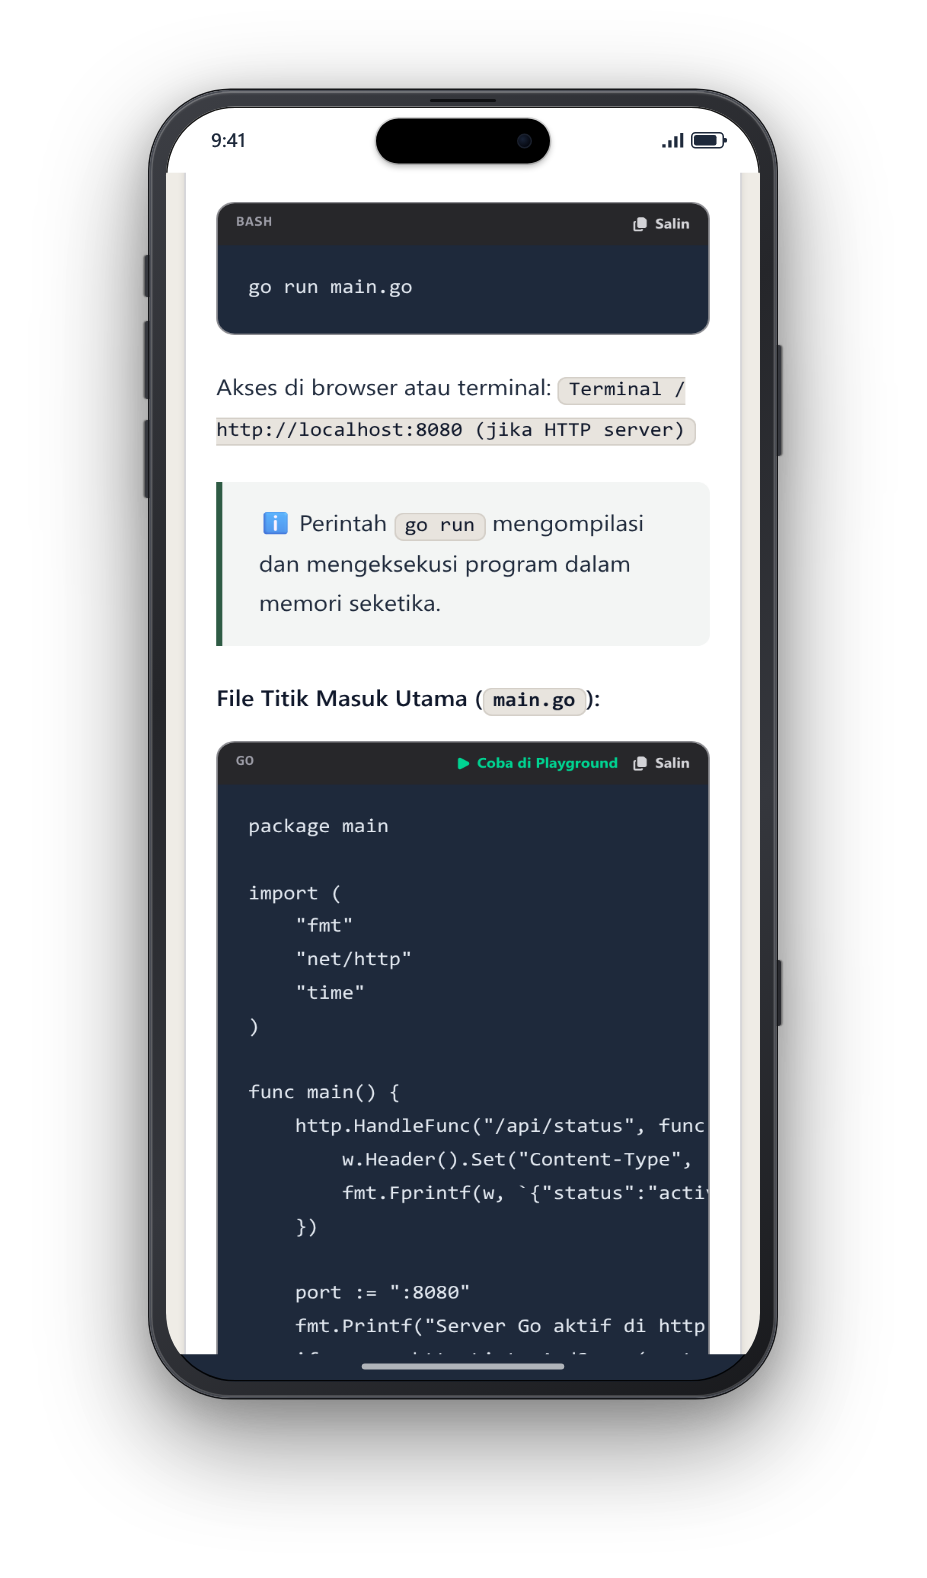 9:41
BASH
Salin
go run main.go
Akses di browser atau terminal: Terminal /
http://localhost:8080 (jika HTTP server)
Perintah go run mengompilasi
dan mengeksekusi program dalam
memori seketika.
File Titik Masuk Utama (main.go):
GO
Coba di Playground
Salin
package main
import (
"fmt"
"net/http"
"time"
)
func main() {
http.HandleFunc("/api/status", func
w.Header().Set("Content-Type",
fmt.Fprintf(w, `{"status":"activ
})
port := ":8080"
fmt.Printf("Server Go aktif di http